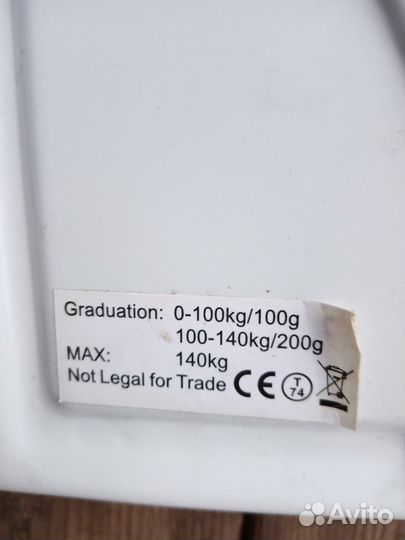 Graduation: 0-100kg/100g
100-140kg/200g
MAX: 140kg
Not Legal for Trade CE T 74
Avito